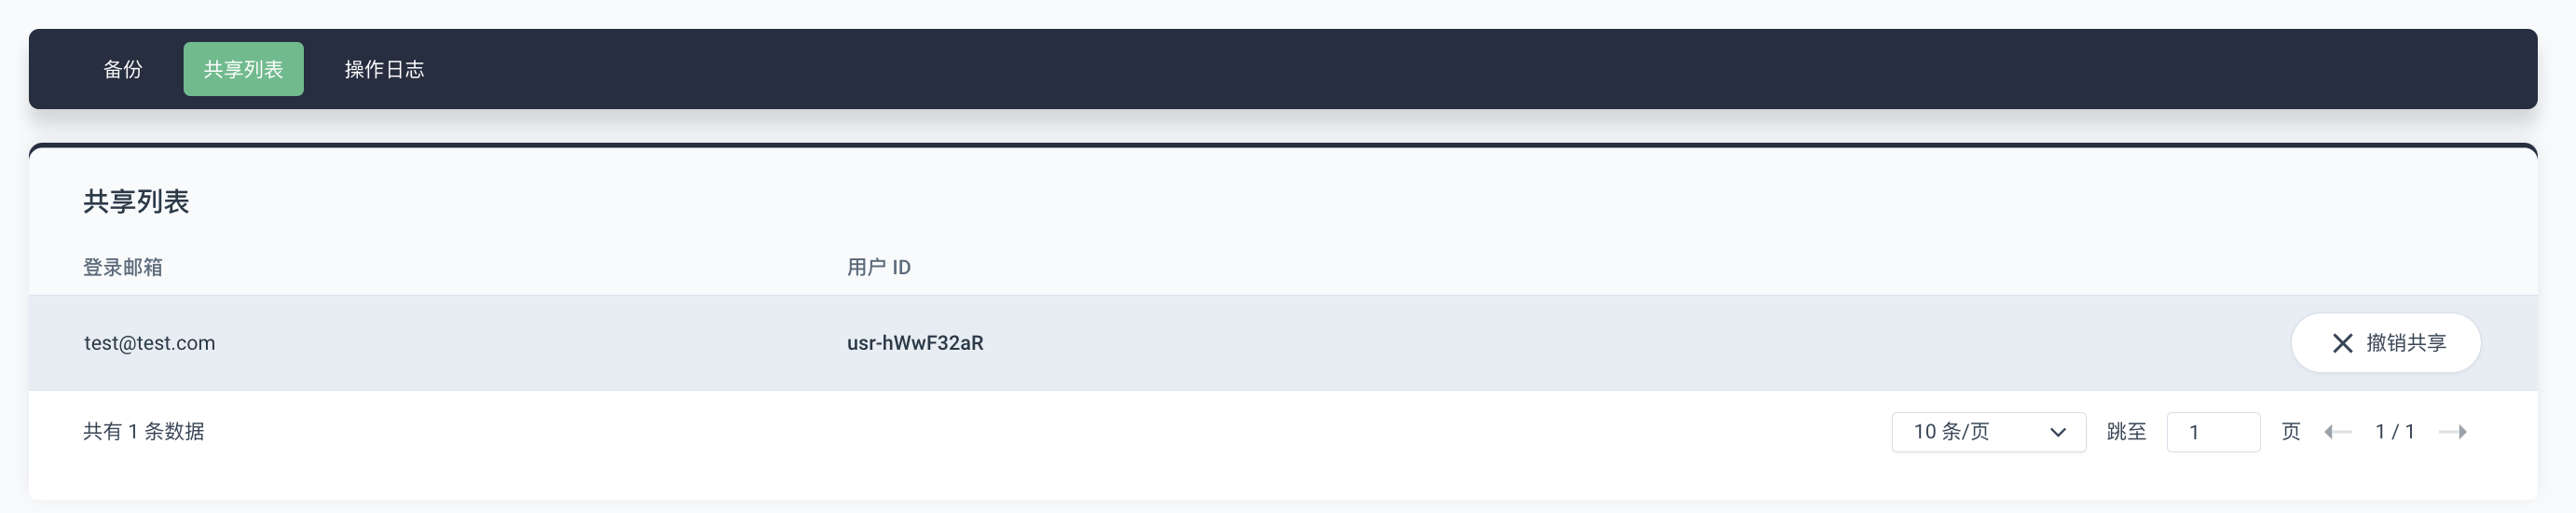 备份 共享列表 操作日志
共享列表
登录邮箱 用户 ID
test@test.com usr-hWwF32aR 撤销共享
共有 1 条数据 10 条/页 跳至 1 页 1 / 1